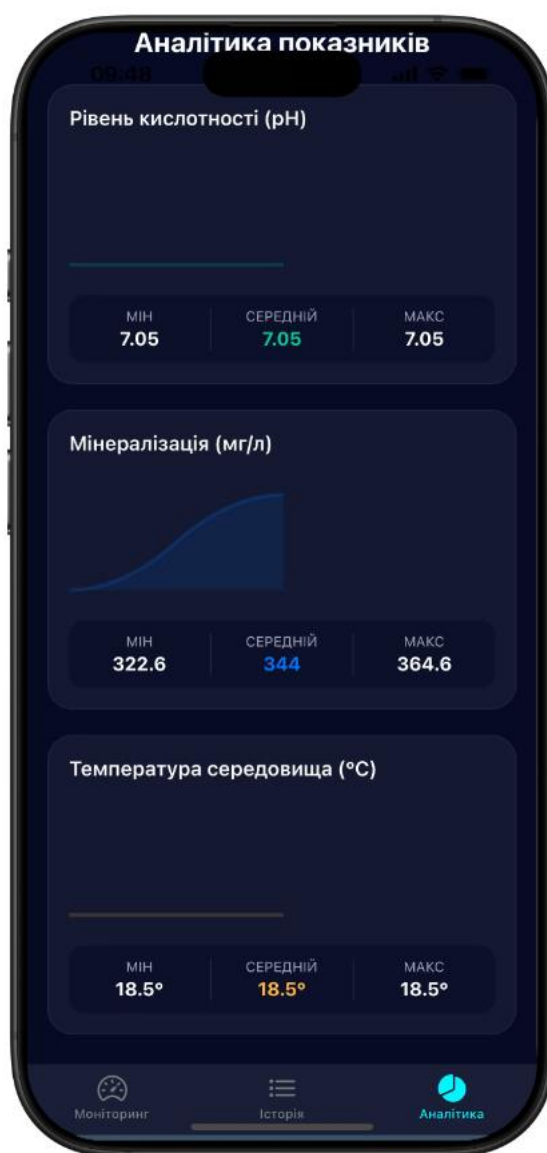 Аналітика показників
09:48
Рівень кислотності (pH)
МІН СЕРЕДНІЙ МАКС
7.05 7.05 7.05
Мінералізація (мг/л)
МІН СЕРЕДНІЙ МАКС
322.6 344 364.6
Температура середовища (°C)
МІН СЕРЕДНІЙ МАКС
18.5° 18.5° 18.5°
Моніторинг Історія Аналітика